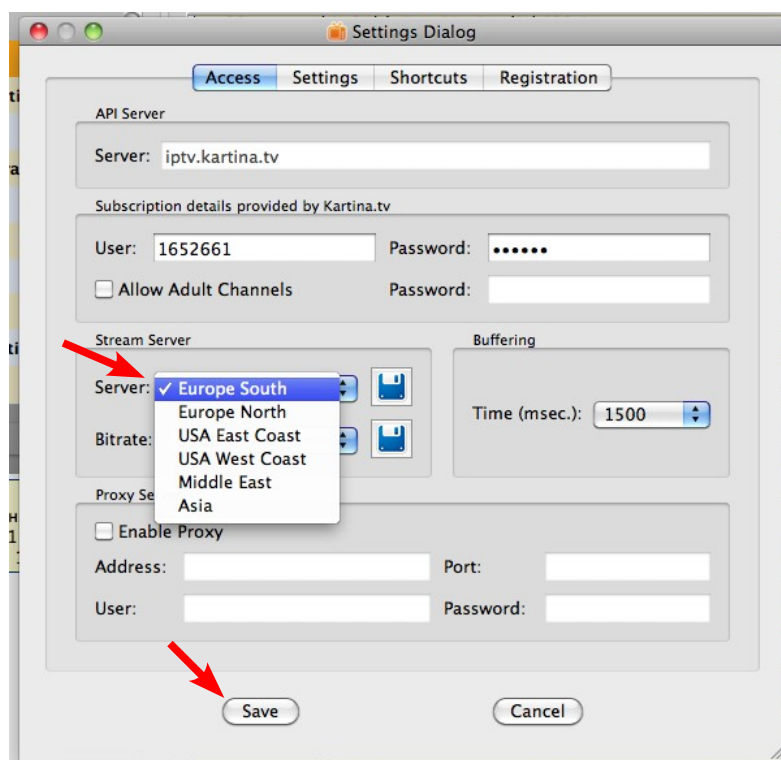 Settings Dialog
Access Settings Shortcuts Registration
API Server
Server: iptv.kartina.tv
Subscription details provided by Kartina.tv
User: 1652661 Password: ••••••
Allow Adult Channels Password:
Stream Server Buffering
Server: ✓ Europe South
Europe North
Time (msec.): 1500
Bitrate: USA East Coast
USA West Coast
Middle East
Asia
Proxy Se
Enable Proxy
Address: Port:
User: Password:
Save Cancel